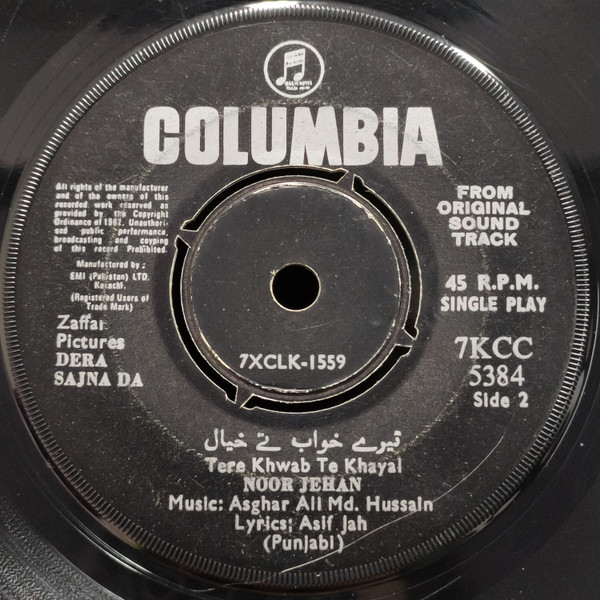 COLUMBIA
All rights of the manufacturer
and of the owners of this
recorded work reserved as
provided by the Copyright
Ordinance of 1962. Unauthori-
sed public performance,
broadcasting and copying
of this record Prohibited.
Manufactured by :
EMI (Pakistan) LTD.
Karachi.
(Registered Users of
Trade Mark)
Zaffar
Pictures
DERA
SAJNA DA
FROM
ORIGINAL
SOUND
TRACK
45 R.P.M.
SINGLE PLAY
7KCC
5384
Side 2
7XCLK-1559
تیرے خواب تے خیال
Tere Khwab Te Khayal
NOOR JEHAN
Music: Asghar Ali Md. Hussain
Lyrics: Asif Jah
(Punjabi)